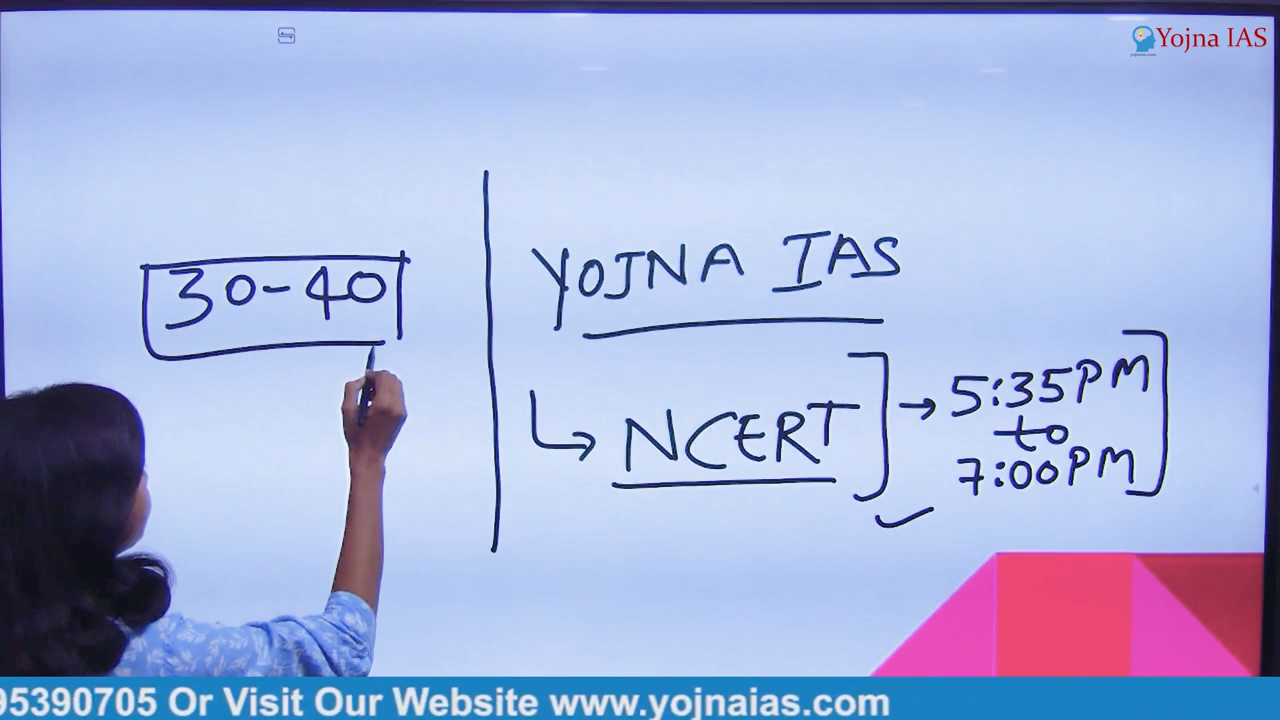 Yojna IAS
30-40
YOJNA IAS
NCERT
5:35PM
to
7:00PM
95390705 Or Visit Our Website www.yojnaias.com